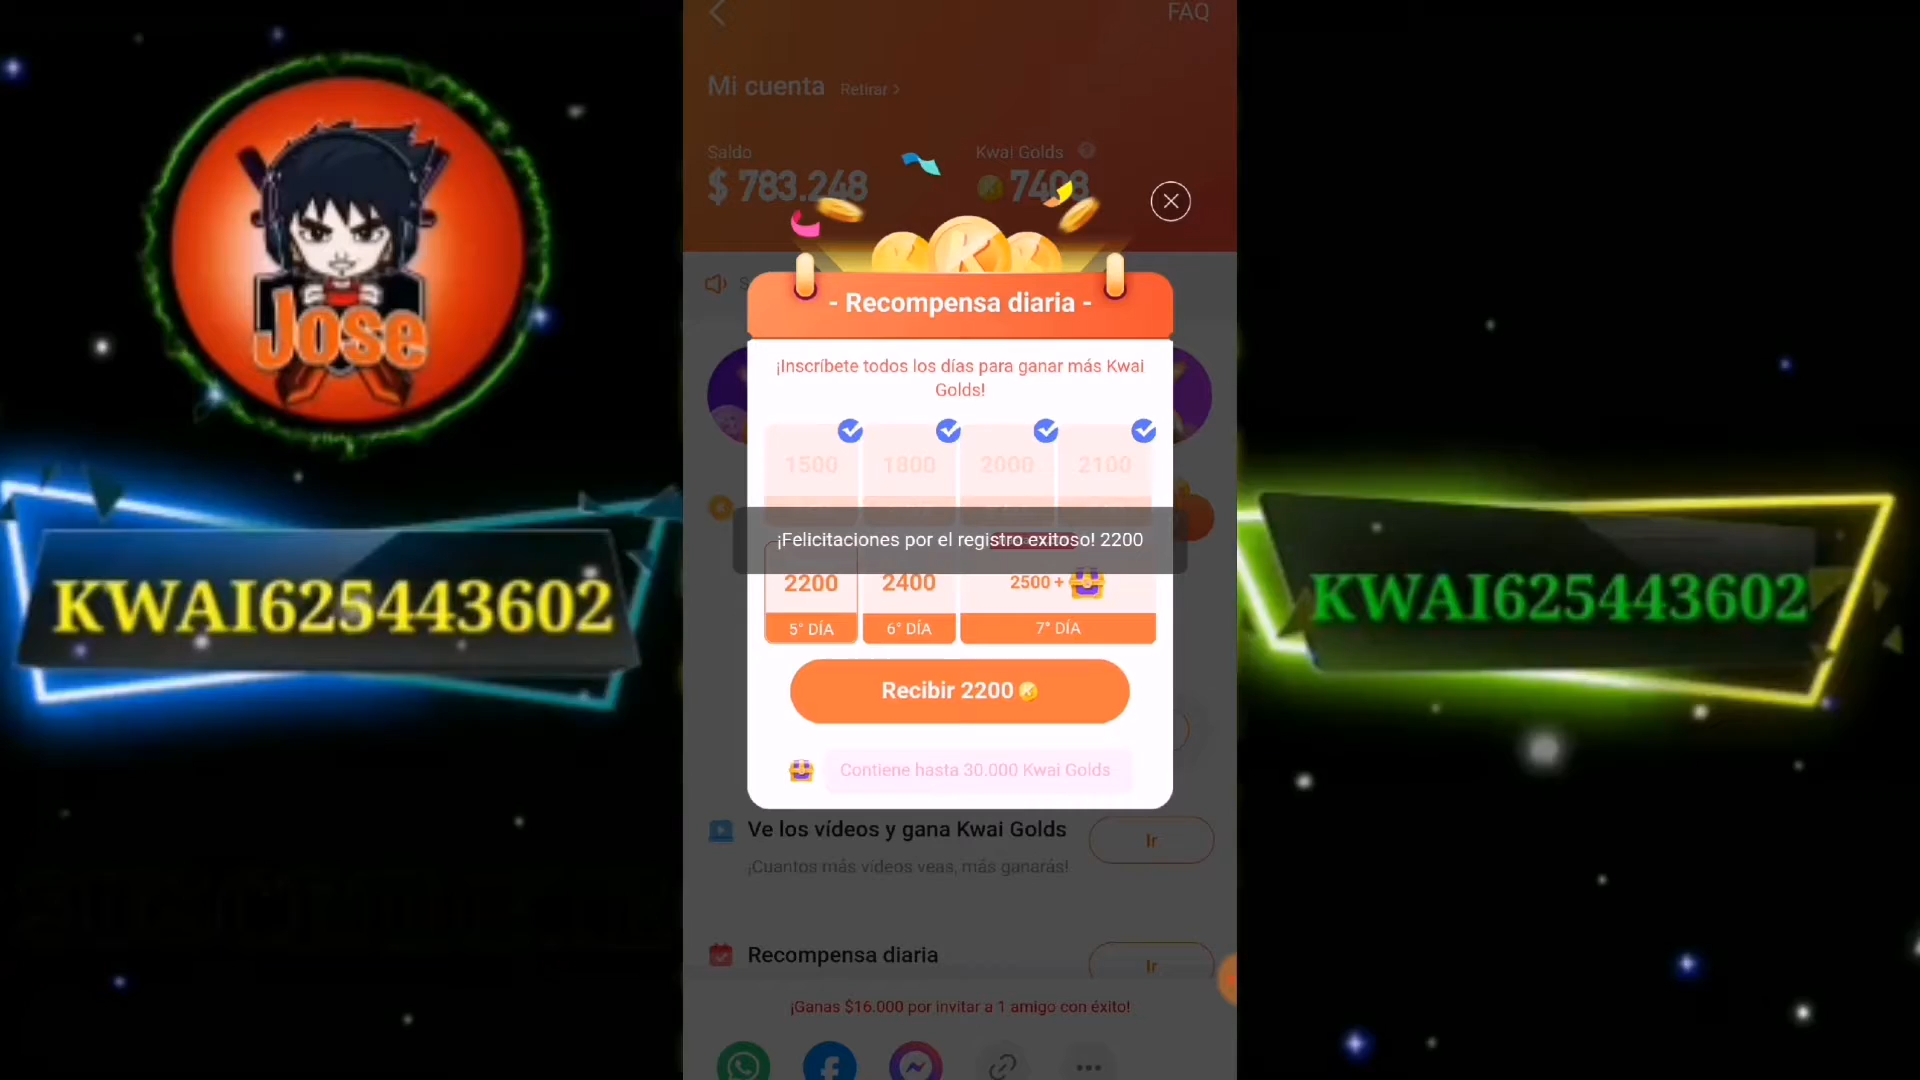 FAQ
Mi cuenta Retirar >
Saldo
Kwai Golds
$ 783.248
7408
- Recompensa diaria -
¡Inscríbete todos los días para ganar más Kwai
Golds!
1500
1800
2000
2100
¡Felicitaciones por el registro exitoso! 2200
2200
2400
2500 +
5° DÍA
6° DÍA
7° DÍA
Recibir 2200
Contiene hasta 30.000 Kwai Golds
Ve los vídeos y gana Kwai Golds
Ir
¡Cuantos más vídeos veas, más ganarás!
Recompensa diaria
Ir
¡Ganas $16.000 por invitar a 1 amigo con éxito!
Jose
KWAI625443602
KWAI625443602